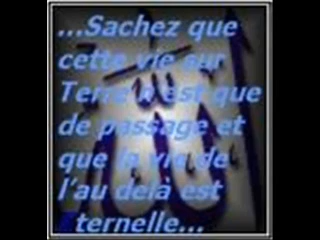 ...Sachez que
cette vie sur
Terre n'est que
de passage et
que la vie de
l'au delà est
éternelle...
الله